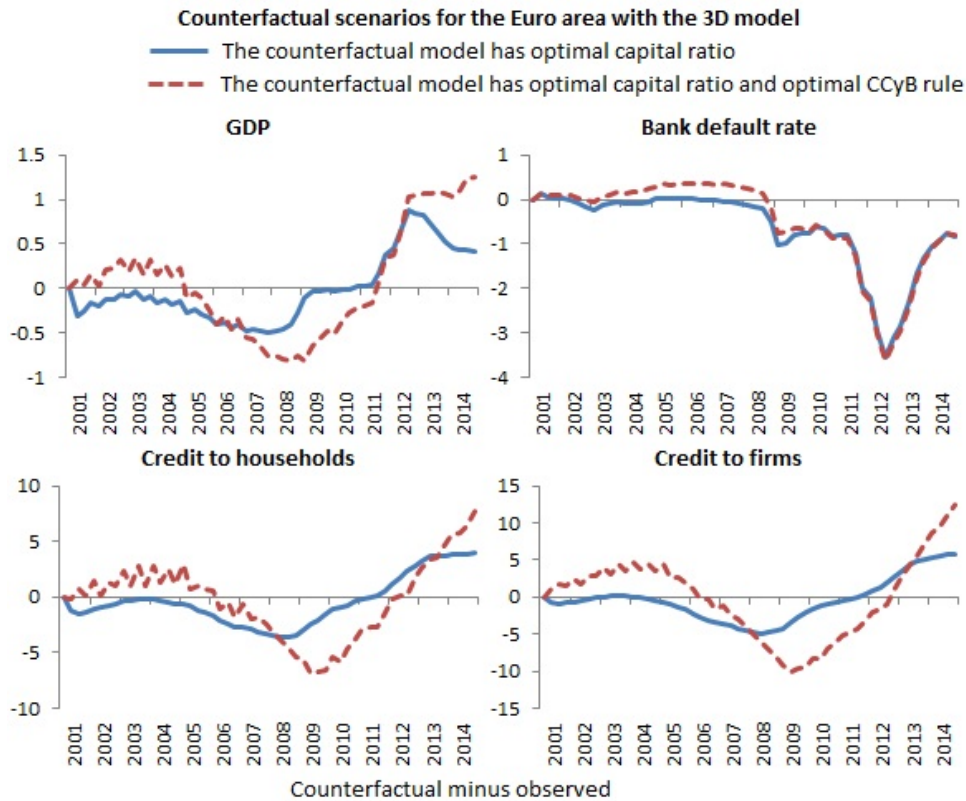 Counterfactual scenarios for the Euro area with the 3D model
The counterfactual model has optimal capital ratio
The counterfactual model has optimal capital ratio and optimal CCyB rule
GDP
1.5
1
0.5
0
-0.5
-1
2001 2002 2003 2004 2005 2006 2007 2008 2009 2010 2011 2012 2013 2014
Bank default rate
1
0
-1
-2
-3
-4
2001 2002 2003 2004 2005 2006 2007 2008 2009 2010 2011 2012 2013 2014
Credit to households
10
5
0
-5
-10
2001 2002 2003 2004 2005 2006 2007 2008 2009 2010 2011 2012 2013 2014
Credit to firms
15
10
5
0
-5
-10
-15
2001 2002 2003 2004 2005 2006 2007 2008 2009 2010 2011 2012 2013 2014
Counterfactual minus observed